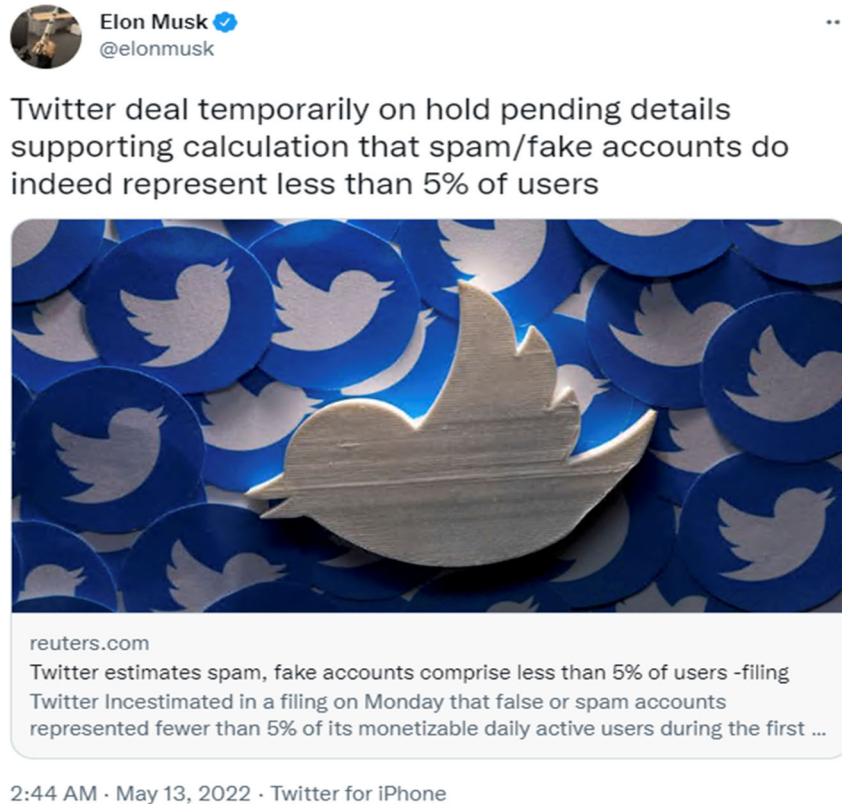 Elon Musk
@elonmusk
Twitter deal temporarily on hold pending details
supporting calculation that spam/fake accounts do
indeed represent less than 5% of users
reuters.com
Twitter estimates spam, fake accounts comprise less than 5% of users -filing
Twitter Incestimated in a filing on Monday that false or spam accounts
represented fewer than 5% of its monetizable daily active users during the first ...
2:44 AM · May 13, 2022 · Twitter for iPhone